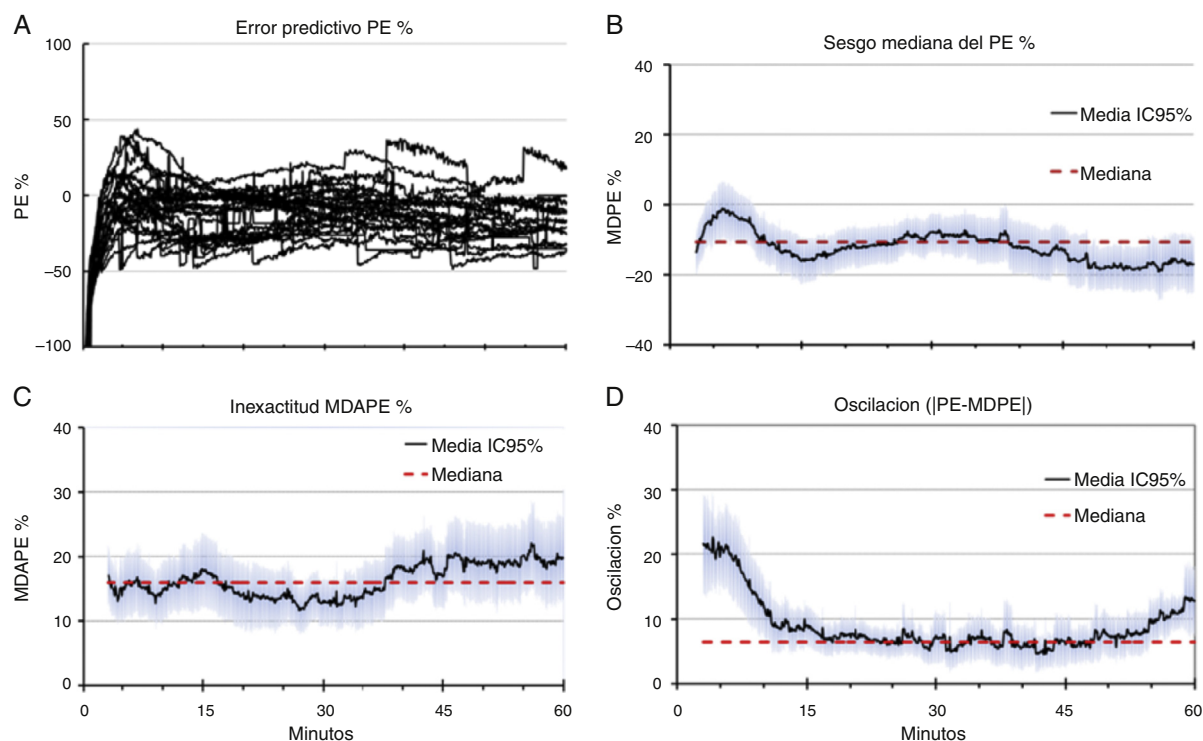 A
Error predictivo PE %
PE %
100
50
0
–50
–100
B
Sesgo mediana del PE %
MDPE %
40
20
0
–20
–40
Media IC95%
Mediana
C
Inexactitud MDAPE %
MDAPE %
40
30
20
10
0
Media IC95%
Mediana
0 15 30 45 60
Minutos
D
Oscilacion (|PE-MDPE|)
Oscilacion %
40
30
20
10
0
Media IC95%
Mediana
0 15 30 45 60
Minutos